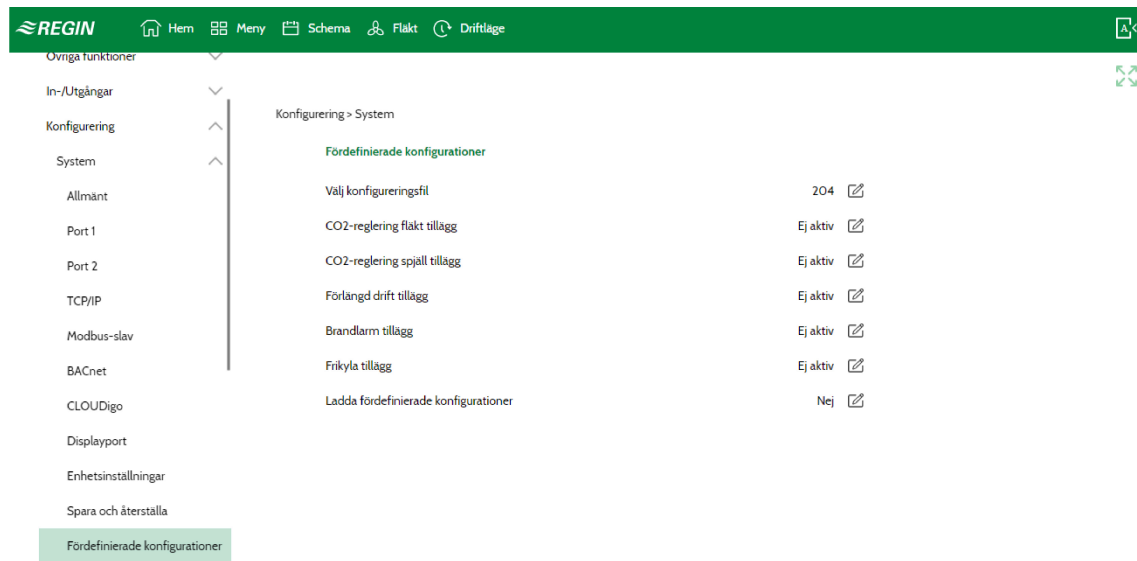 REGIN Hem Meny Schema Fläkt Driftläge A
Övriga funktioner
In-/Utgångar
Konfigurering
System
Allmänt
Port 1
Port 2
TCP/IP
Modbus-slav
BACnet
CLOUDigo
Displayport
Enhetsinställningar
Spara och återställa
Fördefinierade konfigurationer
Konfigurering > System
Fördefinierade konfigurationer
Välj konfigureringsfil 204
CO2-reglering fläkt tillägg Ej aktiv
CO2-reglering spjäll tillägg Ej aktiv
Förlängd drift tillägg Ej aktiv
Brandlarm tillägg Ej aktiv
Frikyla tillägg Ej aktiv
Ladda fördefinierade konfigurationer Nej